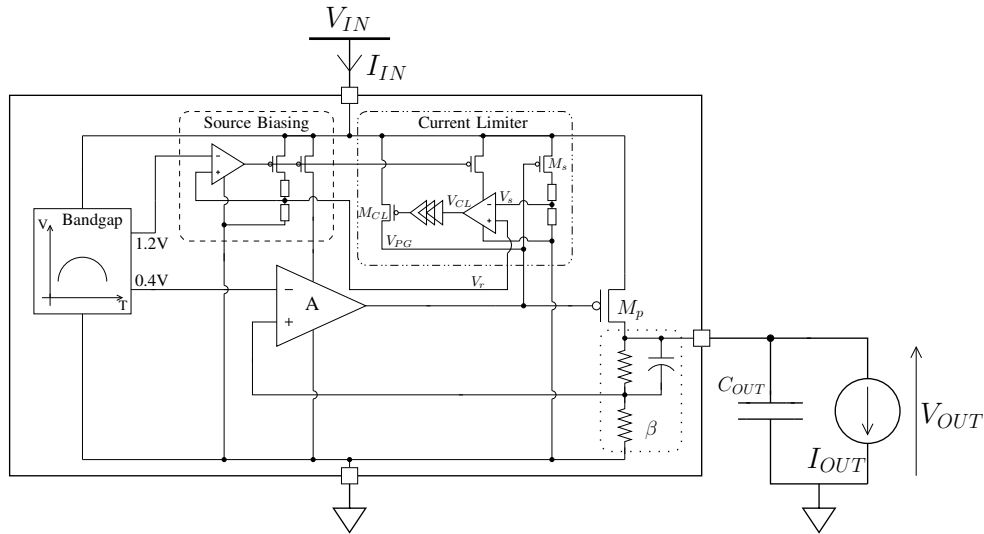 V_IN
I_IN
Source Biasing
Current Limiter
−
+
M_s
V_CL
V_s
−
+
M_CL
Bandgap
V
1.2V
V_PG
0.4V
V_r
T
−
A
+
M_p
C_OUT
V_OUT
β
I_OUT